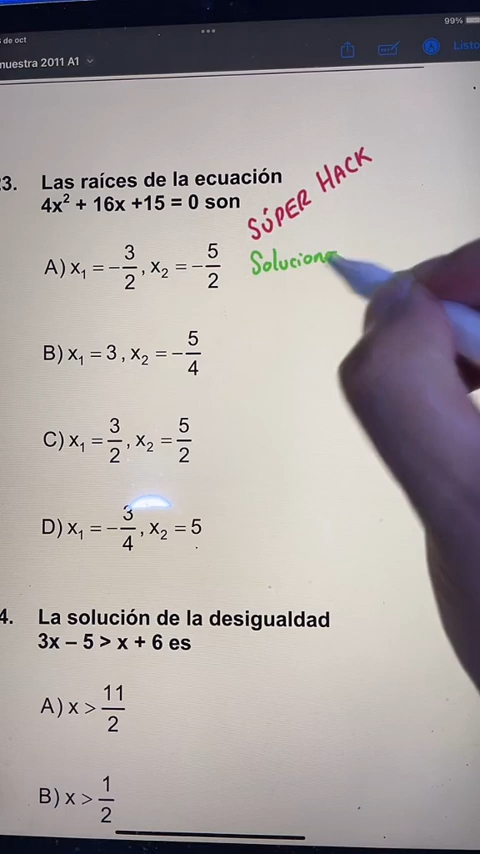 99%
de oct
muestra 2011 A1
Listo
3. Las raíces de la ecuación
4x² + 16x +15 = 0 son
SÚPER HACK
Solucion
A) x₁ = -3/2, x₂ = -5/2
B) x₁ = 3, x₂ = -5/4
C) x₁ = 3/2, x₂ = 5/2
D) x₁ = -3/4, x₂ = 5
4. La solución de la desigualdad
3x – 5 > x + 6 es
A) x > 11/2
B) x > 1/2